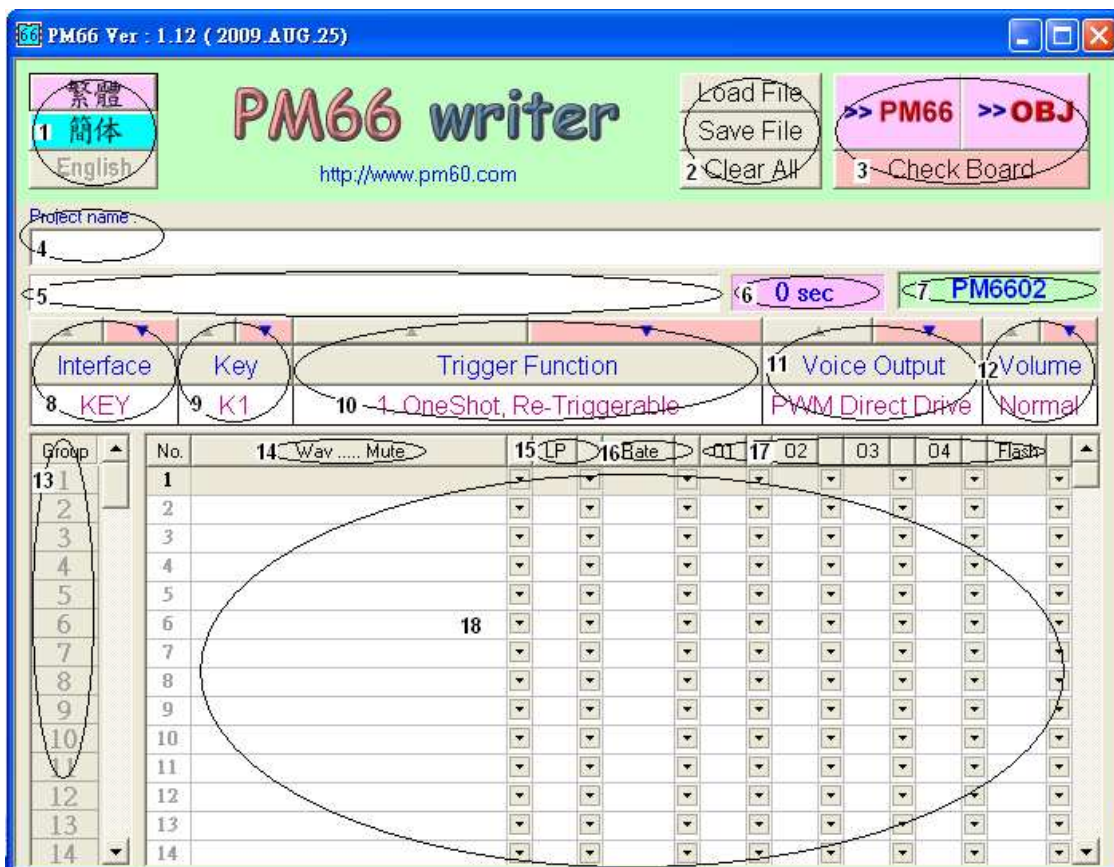 66 PM66 Ver : 1.12 ( 2009.AUG.25)
繁體
1 簡体
English
PM66 writer
http://www.pm60.com
Load File
Save File
2 Clear All
>> PM66 >> OBJ
3 Check Board
Project name :
4
5
6 0 sec
7 PM6602
Interface Key Trigger Function 11 Voice Output 12 Volume
8 KEY 9 K1 10 1. OneShot, Re-Triggerable PWM Direct Drive Normal
Group No. 14 Wav ..... Mute 15 LP 16 Rate O1 17 O2 O3 O4 Flash
13 1 1
2 2
3 3
4 4
5 5
6 6 18
7 7
8 8
9 9
10 10
11 11
12 12
13 13
14 14